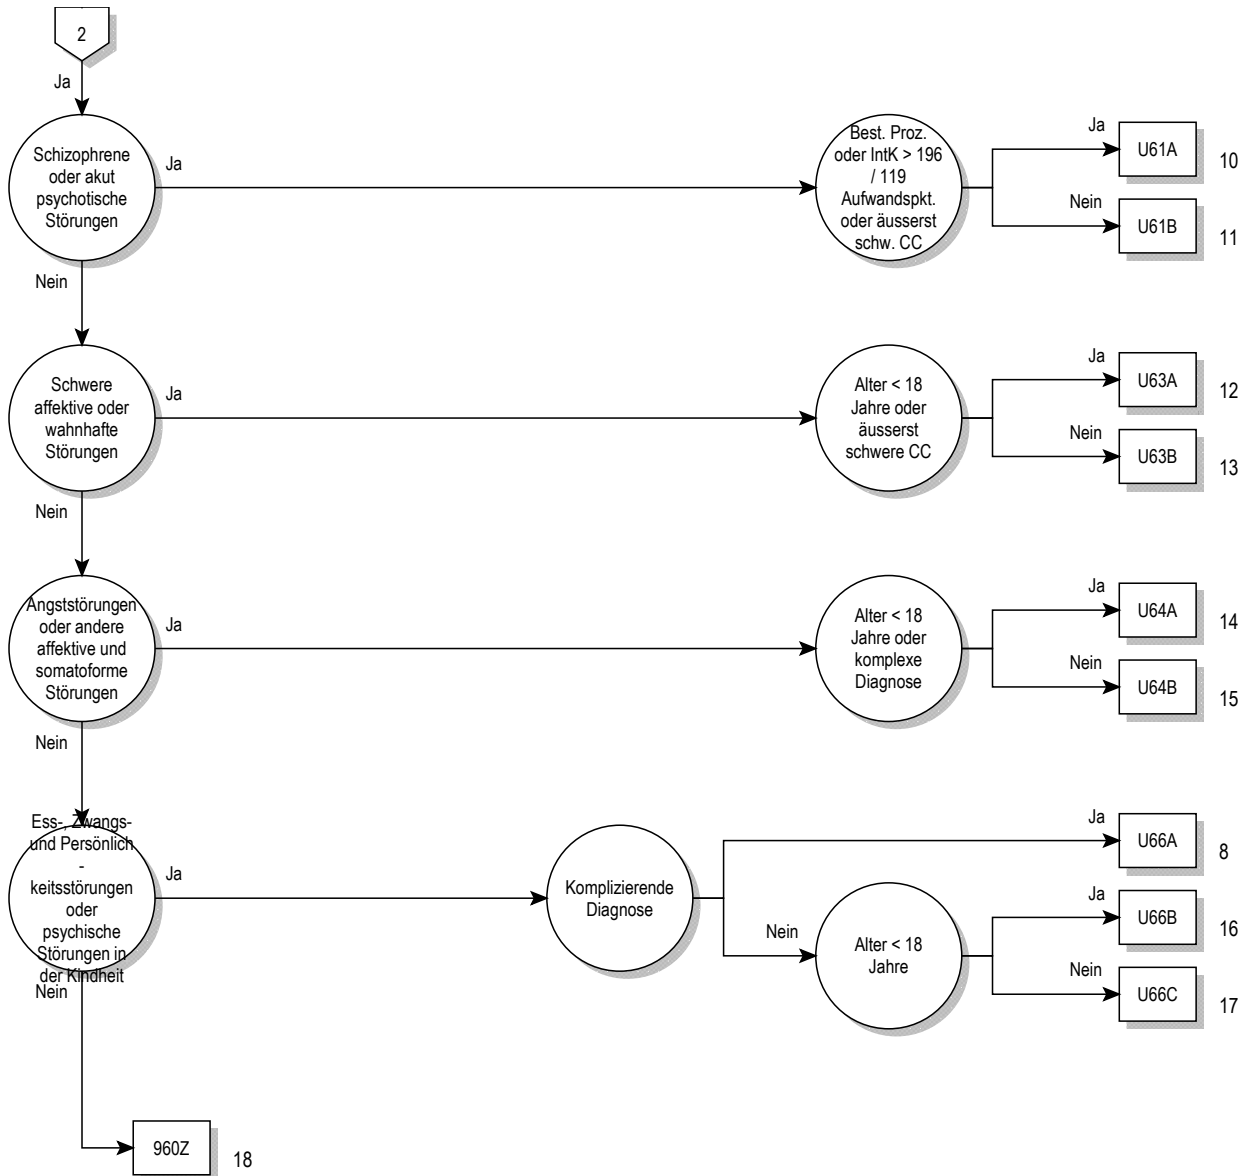 2
Ja
Schizophrene
oder akut
psychotische
Störungen
Ja
Best. Proz.
oder IntK > 196
/ 119
Aufwandspkt.
oder äusserst
schw. CC
Ja
U61A
10
Nein
U61B
11
Nein
Schwere
affektive oder
wahnhafte
Störungen
Ja
Alter < 18
Jahre oder
äusserst
schwere CC
Ja
U63A
12
Nein
U63B
13
Nein
Angststörungen
oder andere
affektive und
somatoforme
Störungen
Ja
Alter < 18
Jahre oder
komplexe
Diagnose
Ja
U64A
14
Nein
U64B
15
Nein
Ess-, Zwangs-
und Persönlich
-
keitsstörungen
oder
psychische
Störungen in
der Kindheit
Ja
Komplizierende
Diagnose
Ja
U66A
8
Nein
Alter < 18
Jahre
Ja
U66B
16
Nein
U66C
17
Nein
960Z
18